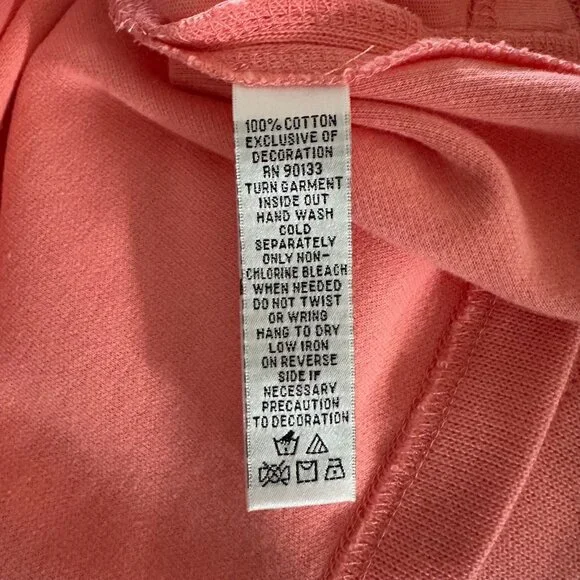 100% COTTON
EXCLUSIVE OF
DECORATION
RN 90133
TURN GARMENT
INSIDE OUT
HAND WASH
COLD
SEPARATELY
ONLY NON-
CHLORINE BLEACH
WHEN NEEDED
DO NOT TWIST
OR WRING
HANG TO DRY
LOW IRON
ON REVERSE
SIDE IF
NECESSARY
PRECAUTION
TO DECORATION